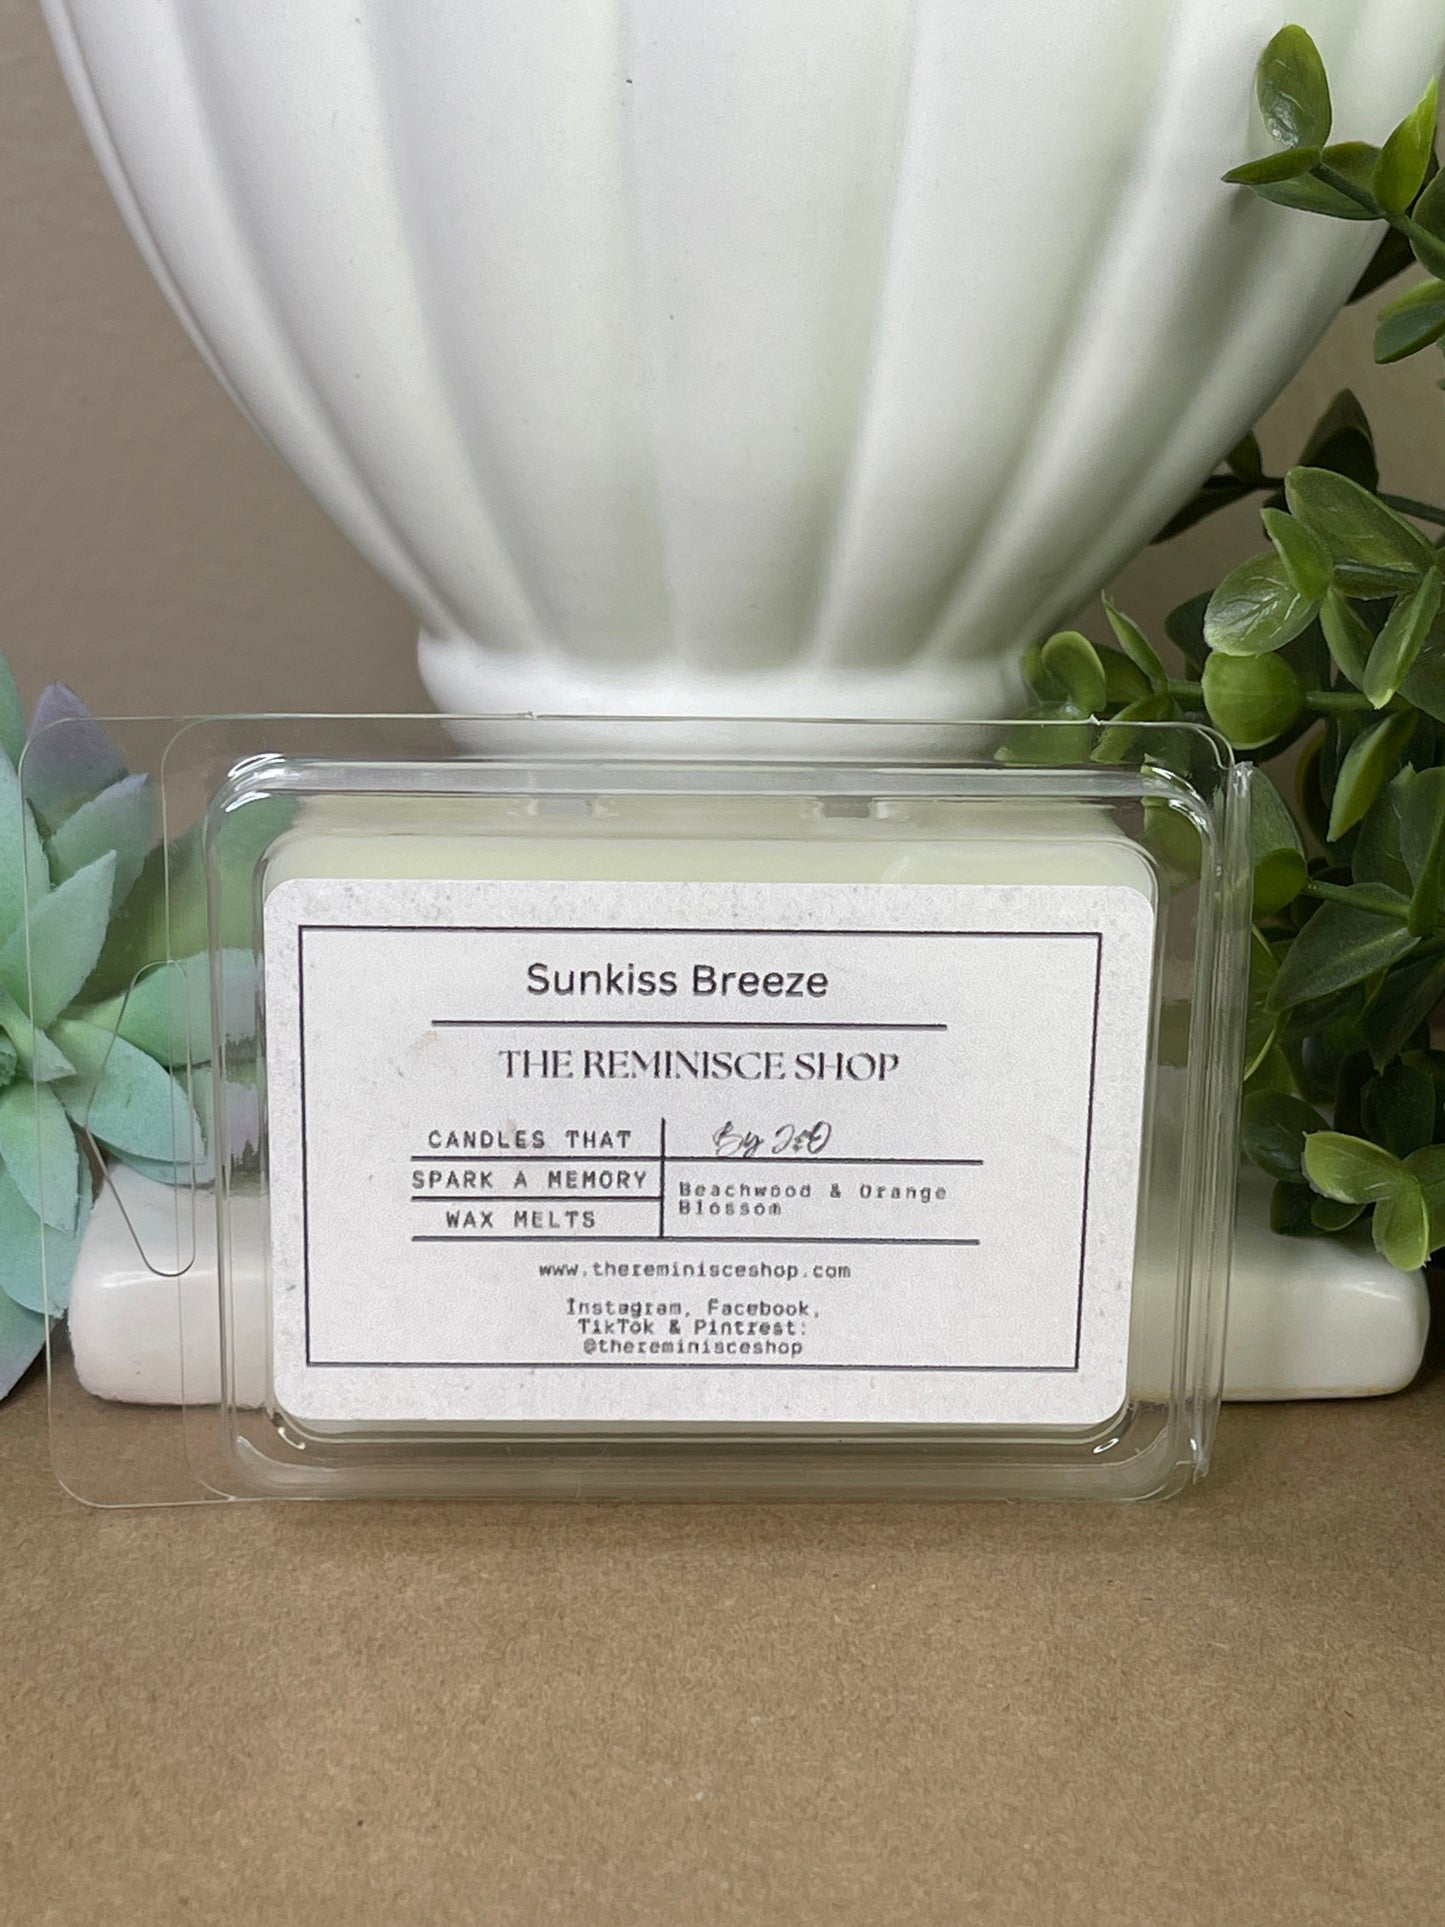 Sunkiss Breeze
THE REMINISCE SHOP
CANDLES THAT
SPARK A MEMORY
WAX MELTS
By J&O
Beachwood & Orange
Blossom
www.thereminisceshop.com
Instagram, Facebook,
TikTok & Pintrest:
@thereminisceshop